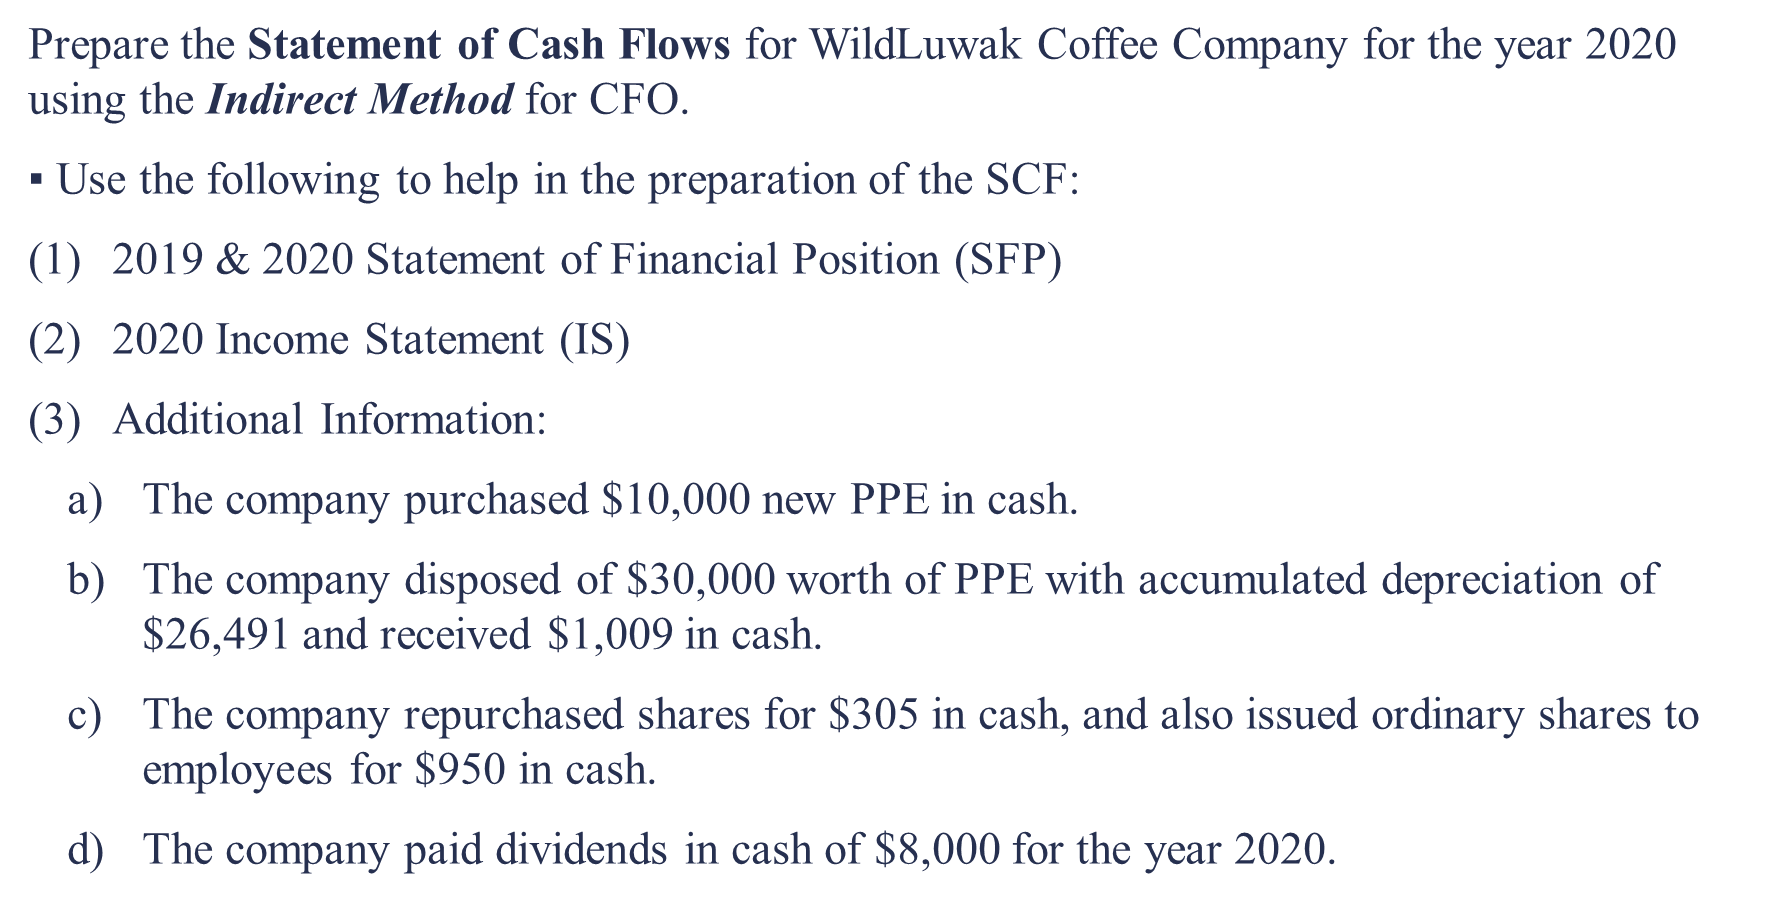 Prepare the Statement of Cash Flows for WildLuwak Coffee Company for the year 2020
using the Indirect Method for CFO.
▪ Use the following to help in the preparation of the SCF:
(1) 2019 & 2020 Statement of Financial Position (SFP)
(2) 2020 Income Statement (IS)
(3) Additional Information:
a) The company purchased $10,000 new PPE in cash.
b) The company disposed of $30,000 worth of PPE with accumulated depreciation of
$26,491 and received $1,009 in cash.
c) The company repurchased shares for $305 in cash, and also issued ordinary shares to
employees for $950 in cash.
d) The company paid dividends in cash of $8,000 for the year 2020.